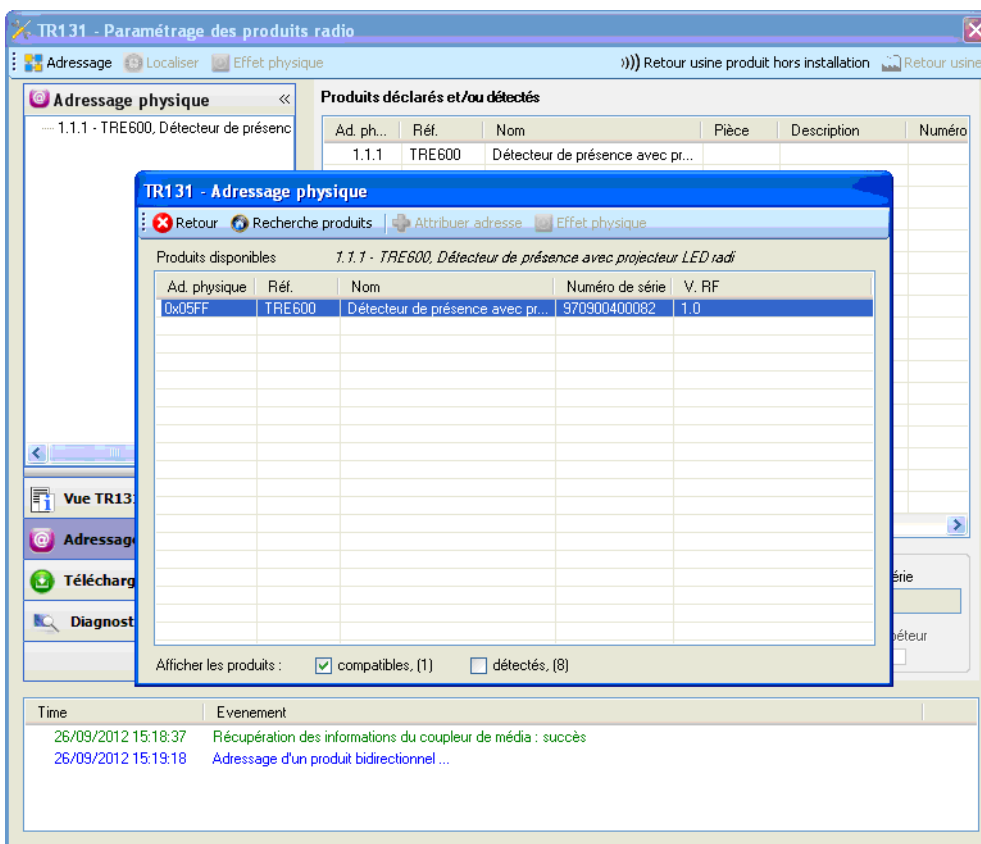 TR131 - Paramétrage des produits radio
Adressage Localiser Effet physique Retour usine produit hors installation Retour usine
Adressage physique «
1.1.1 - TRE600, Détecteur de présenc
Produits déclarés et/ou détectés
Ad. ph... Réf. Nom Pièce Description Numéro
1.1.1 TRE600 Détecteur de présence avec pr...
TR131 - Adressage physique
Retour Recherche produits Attribuer adresse Effet physique
Produits disponibles 1.1.1 - TRE600, Détecteur de présence avec projecteur LED radi
Ad. physique Réf. Nom Numéro de série V. RF
0x05FF TRE600 Détecteur de présence avec pr... 970900400082 1.0
Afficher les produits : compatibles, (1) détectés, (8)
Vue TR131
Adressag
Télécharg
Diagnost
érie
péteur
Time Evenement
26/09/2012 15:18:37 Récupération des informations du coupleur de média : succès
26/09/2012 15:19:18 Adressage d'un produit bidirectionnel ...